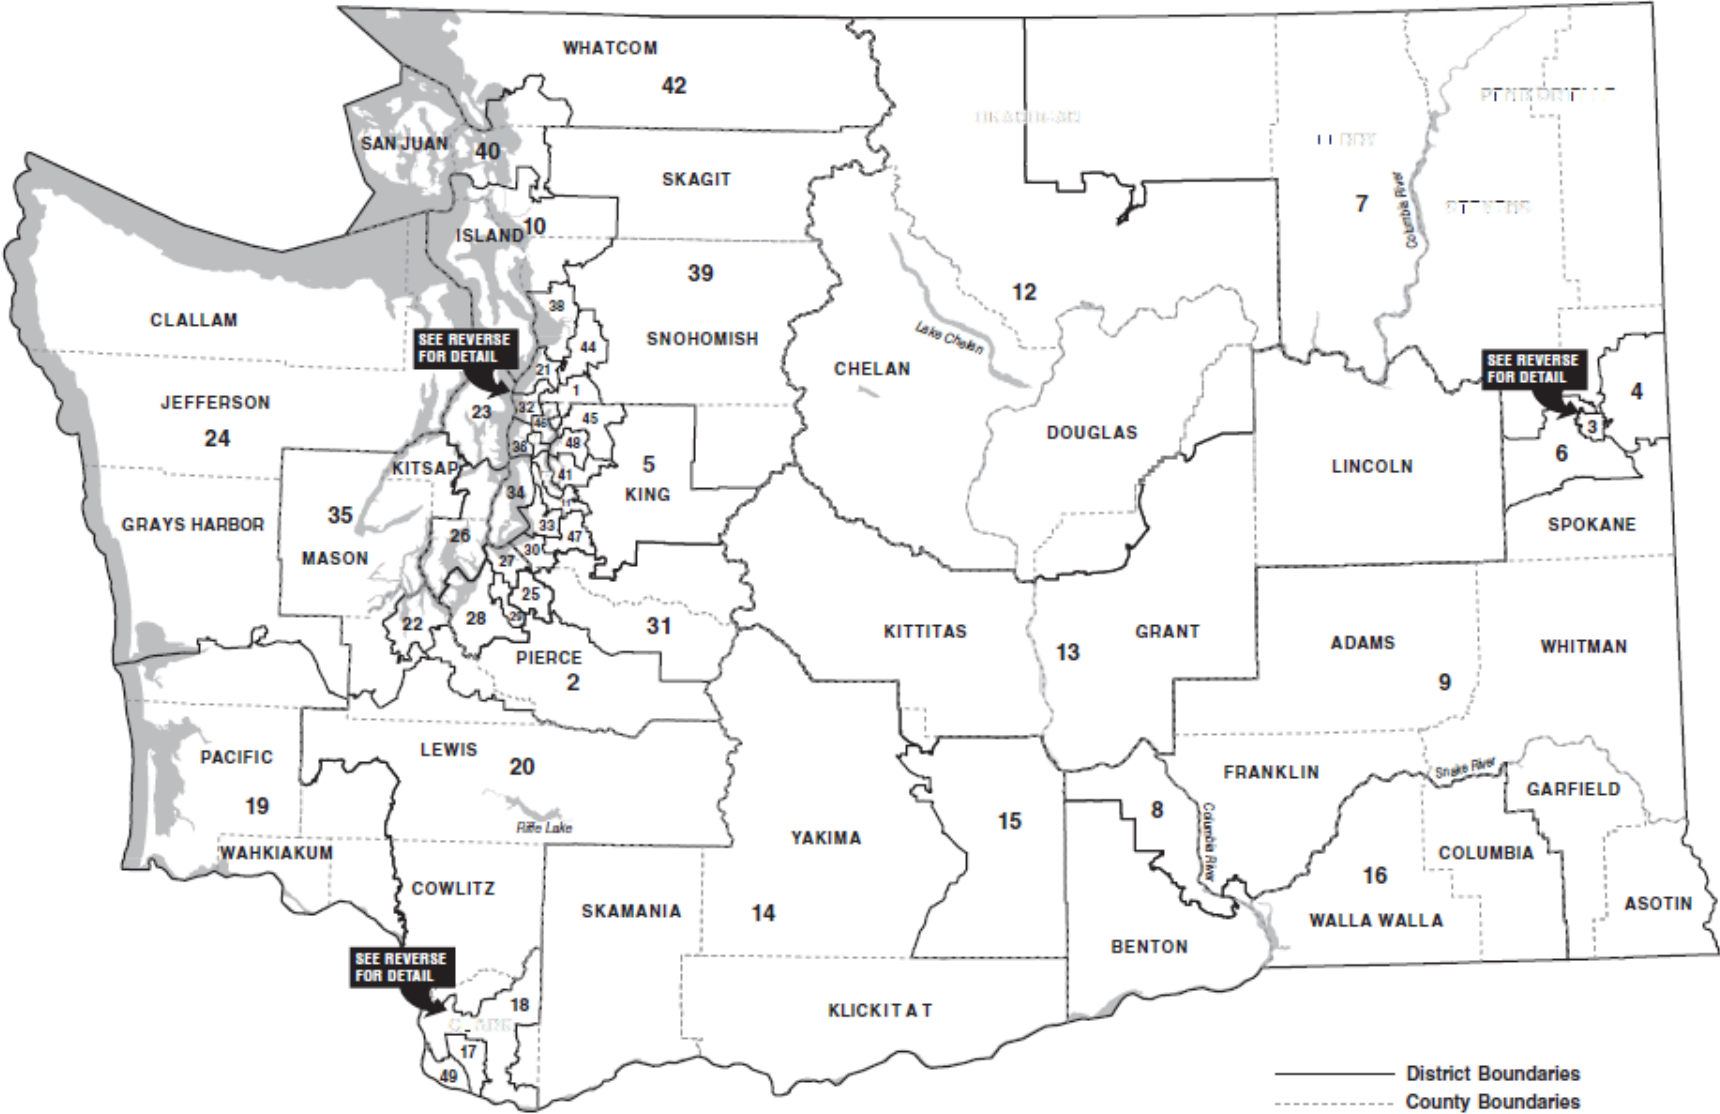 WHATCOM
42
SAN JUAN
40
SKAGIT
7
Columbia River
10
ISLAND
39
12
38
CLALLAM
SNOHOMISH
Lake Chelan
SEE REVERSE
FOR DETAIL
44
21
CHELAN
SEE REVERSE
FOR DETAIL
4
1
JEFFERSON
23
32
45
46
3
24
36
48
DOUGLAS
6
KITSAP
41
5
LINCOLN
34
KING
35
GRAYS HARBOR
33
47
SPOKANE
26
MASON
30
27
25
22
28
29
31
KITTITAS
13
GRANT
ADAMS
WHITMAN
PIERCE
2
9
PACIFIC
LEWIS
20
FRANKLIN
Snake River
GARFIELD
19
8
15
Columbia River
Riffe Lake
YAKIMA
WAHKIAKUM
COLUMBIA
COWLITZ
16
SKAMANIA
14
WALLA WALLA
ASOTIN
BENTON
SEE REVERSE
FOR DETAIL
18
KLICKITAT
17
49
District Boundaries
County Boundaries